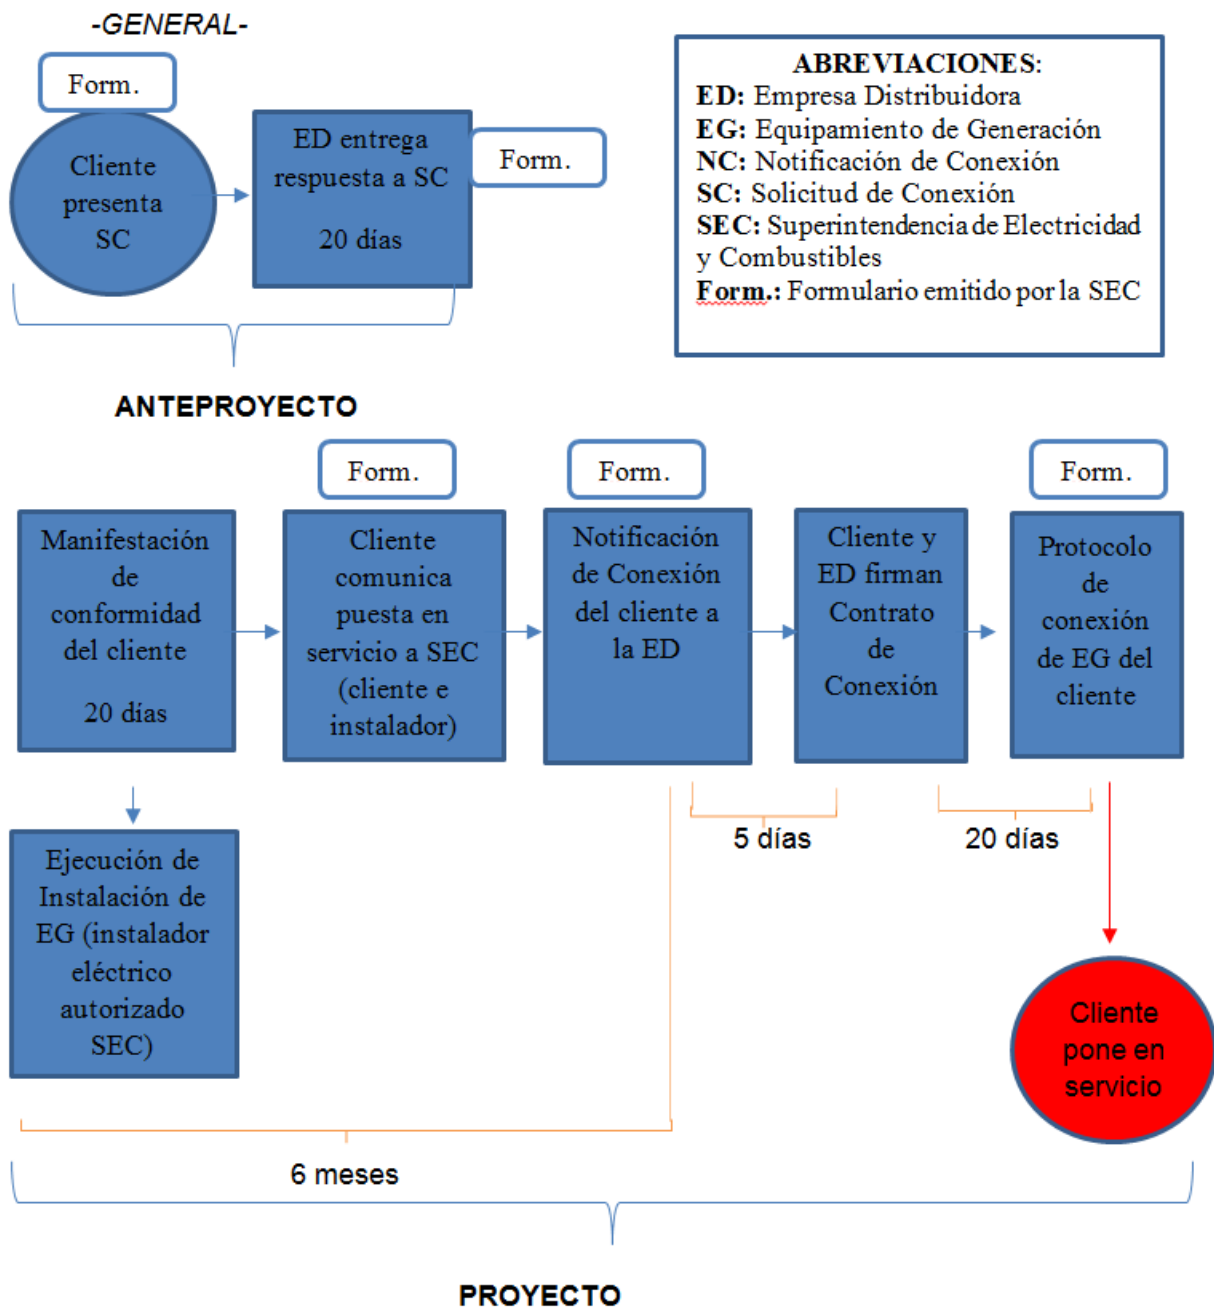 -GENERAL-
Form.
Cliente
presenta
SC
ED entrega
respuesta a SC
20 días
Form.
ABREVIACIONES:
ED: Empresa Distribuidora
EG: Equipamiento de Generación
NC: Notificación de Conexión
SC: Solicitud de Conexión
SEC: Superintendencia de Electricidad
y Combustibles
Form.: Formulario emitido por la SEC
ANTEPROYECTO
Manifestación
de
conformidad
del cliente
20 días
Form.
Cliente
comunica
puesta en
servicio a SEC
(cliente e
instalador)
Form.
Notificación
de Conexión
del cliente a
la ED
Cliente y
ED firman
Contrato
de
Conexión
Form.
Protocolo
de
conexión
de EG del
cliente
5 días
20 días
Ejecución de
Instalación de
EG (instalador
eléctrico
autorizado
SEC)
Cliente
pone en
servicio
6 meses
PROYECTO